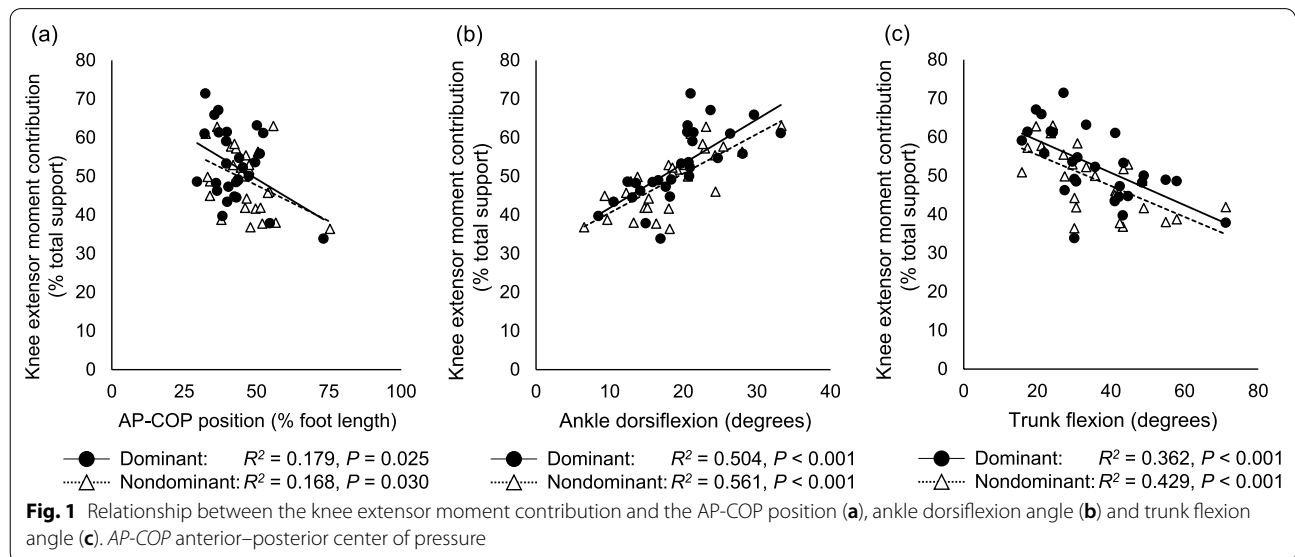 (a)
Knee extensor moment contribution
(% total support)
80
70
60
50
40
30
20
10
0
0 25 50 75 100
AP-COP position (% foot length)
Dominant: R² = 0.179, P = 0.025
Nondominant: R² = 0.168, P = 0.030
(b)
Knee extensor moment contribution
(% total support)
80
70
60
50
40
30
20
10
0
0 10 20 30 40
Ankle dorsiflexion (degrees)
Dominant: R² = 0.504, P < 0.001
Nondominant: R² = 0.561, P < 0.001
(c)
Knee extensor moment contribution
(% total support)
80
70
60
50
40
30
20
10
0
0 20 40 60 80
Trunk flexion (degrees)
Dominant: R² = 0.362, P < 0.001
Nondominant: R² = 0.429, P < 0.001
Fig. 1 Relationship between the knee extensor moment contribution and the AP-COP position (a), ankle dorsiflexion angle (b) and trunk flexion
angle (c). AP-COP anterior–posterior center of pressure